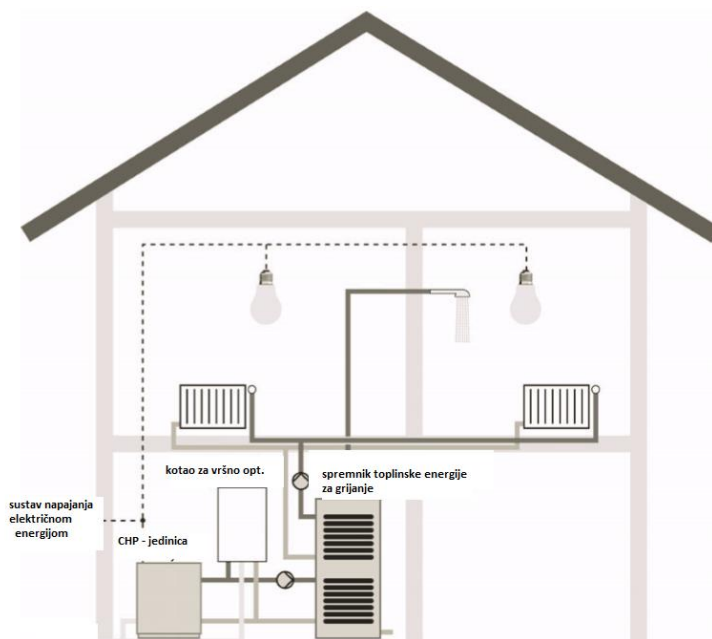 kotao za vršno opt.
spremnik toplinske energije
za grijanje
sustav napajanja
električnom
energijom
CHP - jedinica